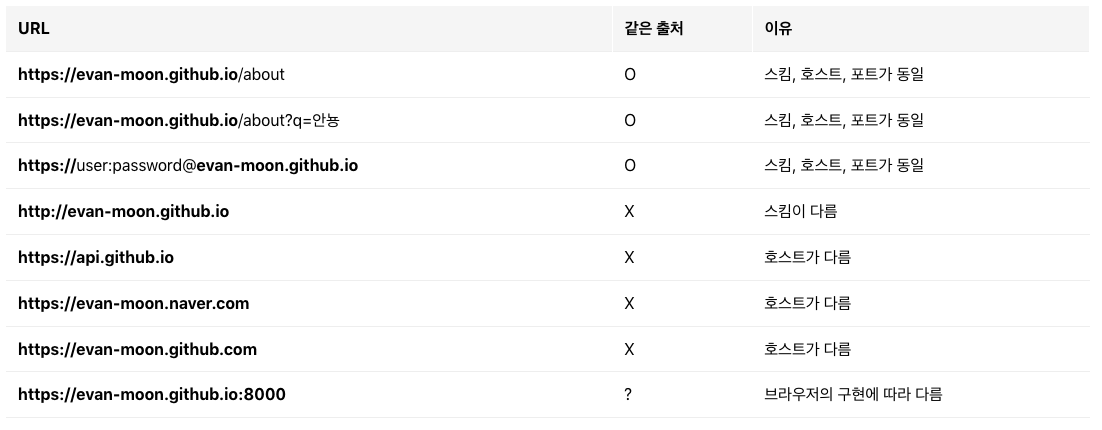 URL 같은 출처 이유
https://evan-moon.github.io/about O 스킴, 호스트, 포트가 동일
https://evan-moon.github.io/about?q=안뇽 O 스킴, 호스트, 포트가 동일
https://user:password@evan-moon.github.io O 스킴, 호스트, 포트가 동일
http://evan-moon.github.io X 스킴이 다름
https://api.github.io X 호스트가 다름
https://evan-moon.naver.com X 호스트가 다름
https://evan-moon.github.com X 호스트가 다름
https://evan-moon.github.io:8000 ? 브라우저의 구현에 따라 다름